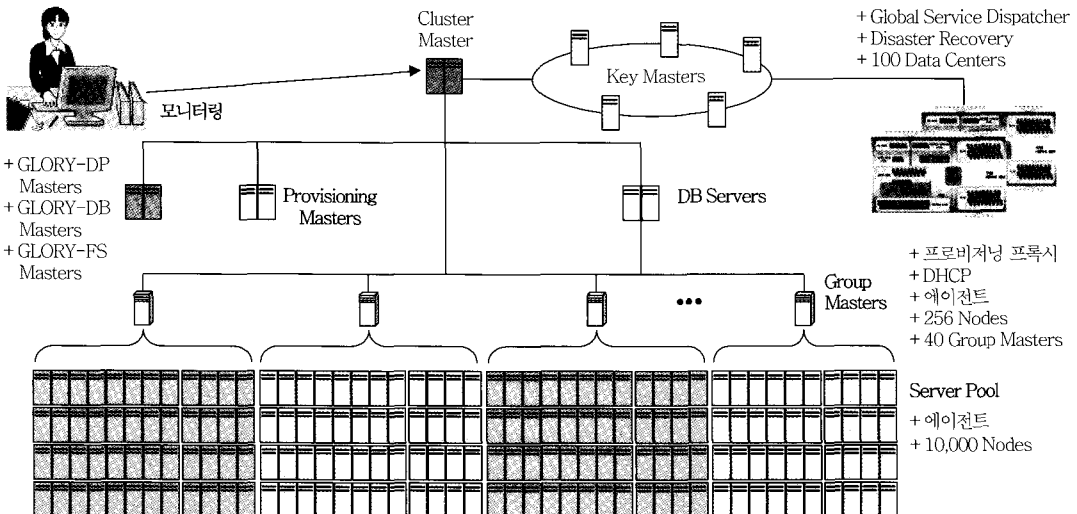 Cluster
Master
Key Masters
+ Global Service Dispatcher
+ Disaster Recovery
+ 100 Data Centers
모니터링
+ GLORY-DP
Masters
+ GLORY-DB
Masters
+ GLORY-FS
Masters
Provisioning
Masters
DB Servers
+ 프로비저닝 프록시
+ DHCP
+ 에이전트
+ 256 Nodes
+ 40 Group Masters
Group
Masters
•••
Server Pool
+ 에이전트
+ 10,000 Nodes